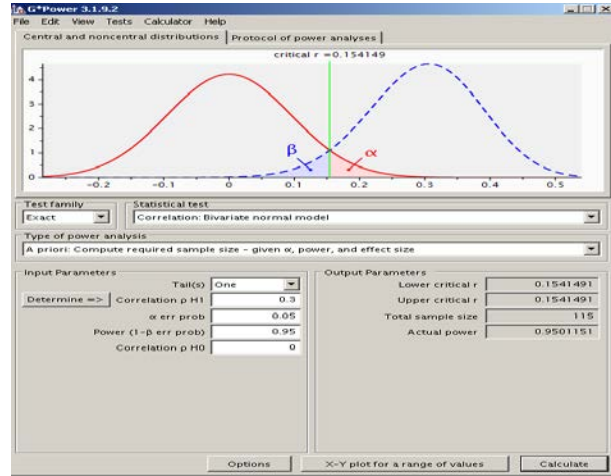 G*Power 3.1.9.2
File Edit View Tests Calculator Help
Central and noncentral distributions Protocol of power analyses
critical r =0.154149
4
3
2
1
0
β α
-0.2 -0.1 0 0.1 0.2 0.3 0.4 0.5
Test family Statistical test
Exact Correlation: Bivariate normal model
Type of power analysis
A priori: Compute required sample size - given α, power, and effect size
Input Parameters Output Parameters
Tail(s) One Lower critical r 0.1541491
Determine => Correlation ρ H1 0.3 Upper critical r 0.1541491
α err prob 0.05 Total sample size 115
Power (1-β err prob) 0.95 Actual power 0.9501151
Correlation ρ H0 0
Options X-Y plot for a range of values Calculate